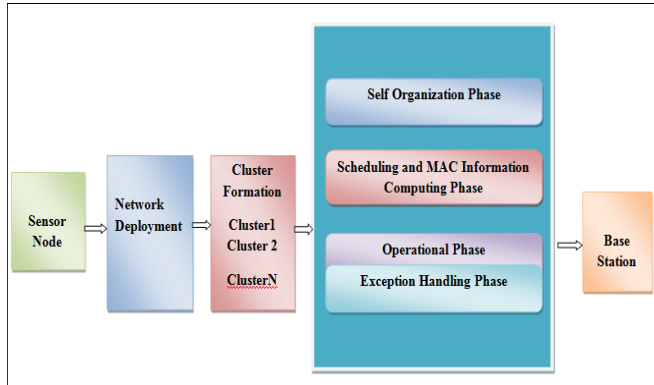 Sensor
Node
Network
Deployment
Cluster
Formation
Cluster1
Cluster 2
ClusterN
Self Organization Phase
Scheduling and MAC Information
Computing Phase
Operational Phase
Exception Handling Phase
Base
Station